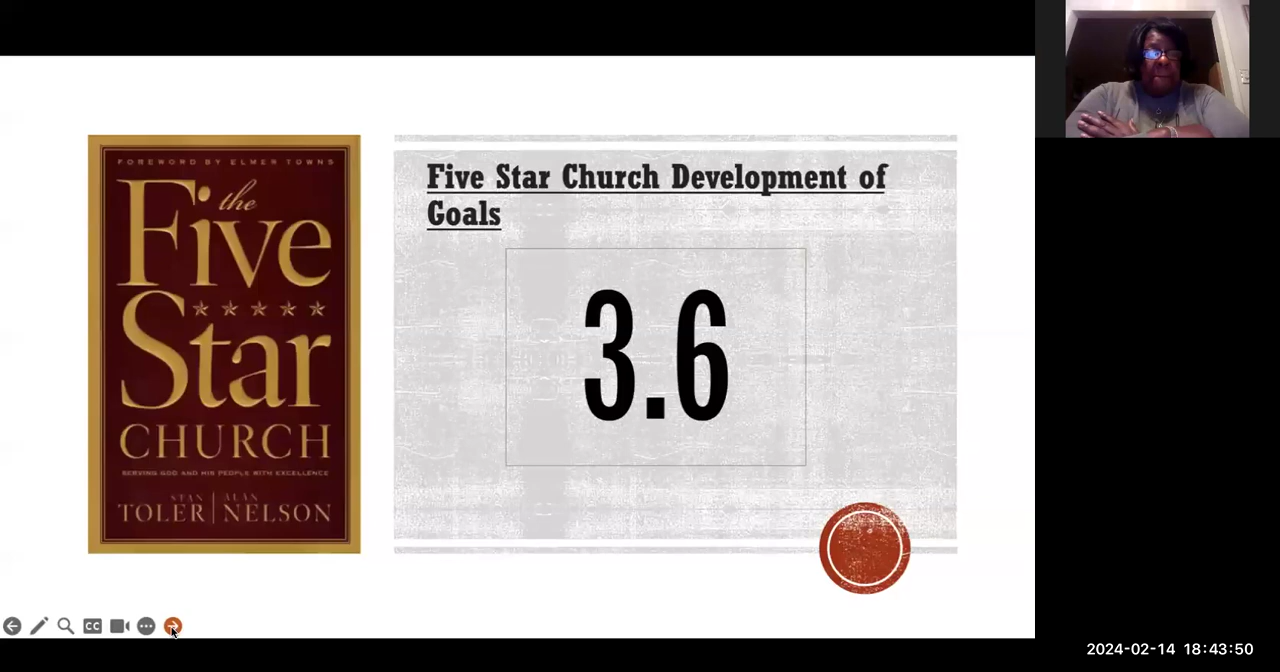 FOREWORD BY ELMER TOWNS
the
Five
Star
CHURCH
SERVING GOD AND HIS PEOPLE WITH EXCELLENCE
STAN TOLER | ALAN NELSON
Five Star Church Development of
Goals
3.6
CC
2024-02-14 18:43:50